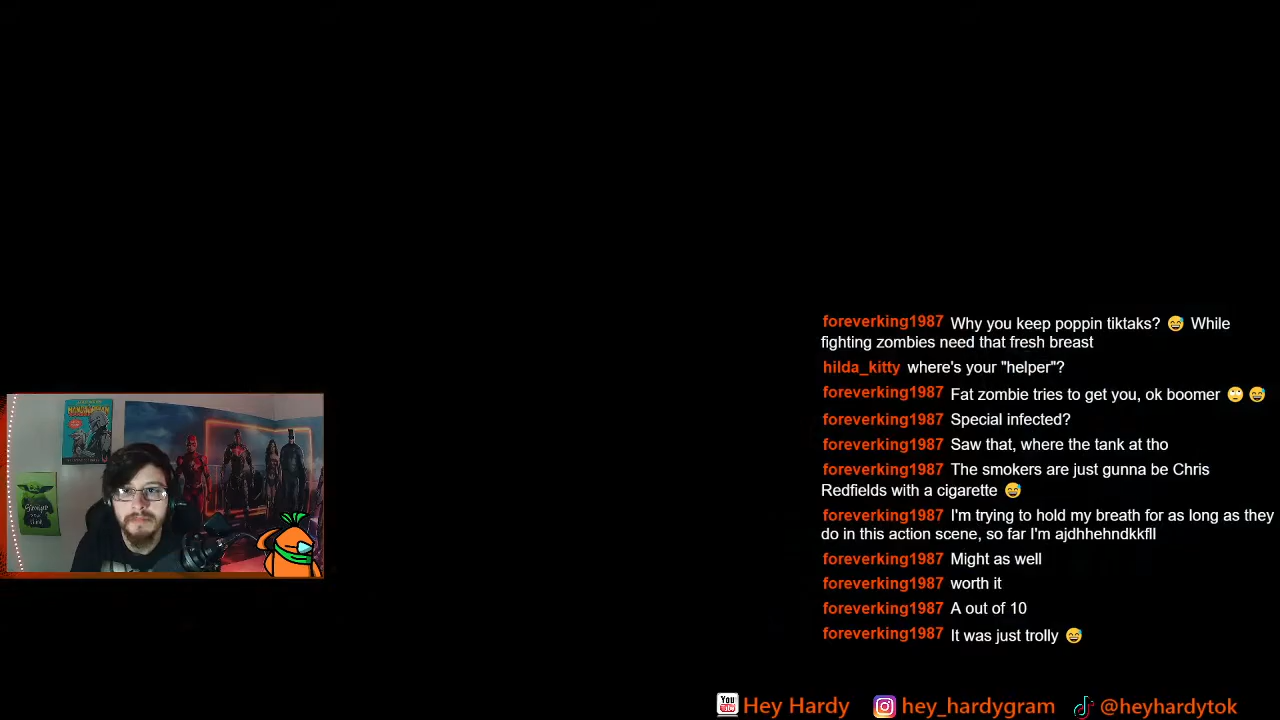 foreverking1987 Why you keep poppin tiktaks? 😅 While
fighting zombies need that fresh breast
hilda_kitty where's your "helper"?
foreverking1987 Fat zombie tries to get you, ok boomer 🙄 😅
foreverking1987 Special infected?
foreverking1987 Saw that, where the tank at tho
foreverking1987 The smokers are just gunna be Chris
Redfields with a cigarette 😅
foreverking1987 I'm trying to hold my breath for as long as they
do in this action scene, so far I'm ajdhhehndkkfll
foreverking1987 Might as well
foreverking1987 worth it
foreverking1987 A out of 10
foreverking1987 It was just trolly 😅
You Tube Hey Hardy hey_hardygram @heyhardytok